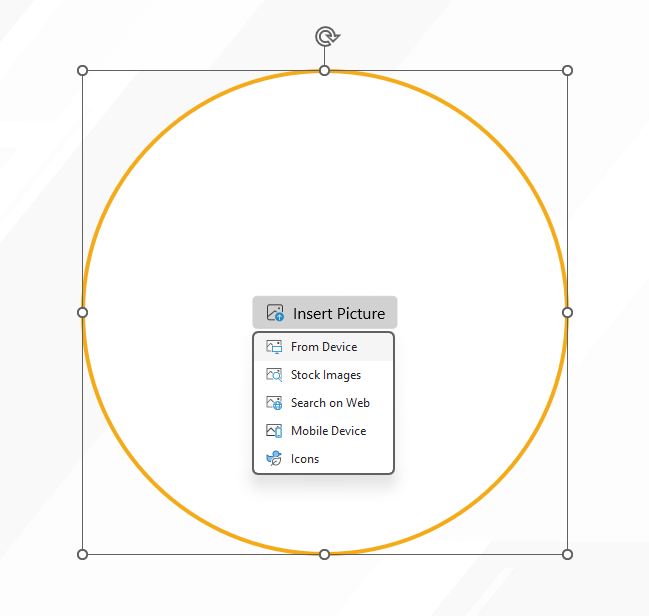 Insert Picture
From Device
Stock Images
Search on Web
Mobile Device
Icons